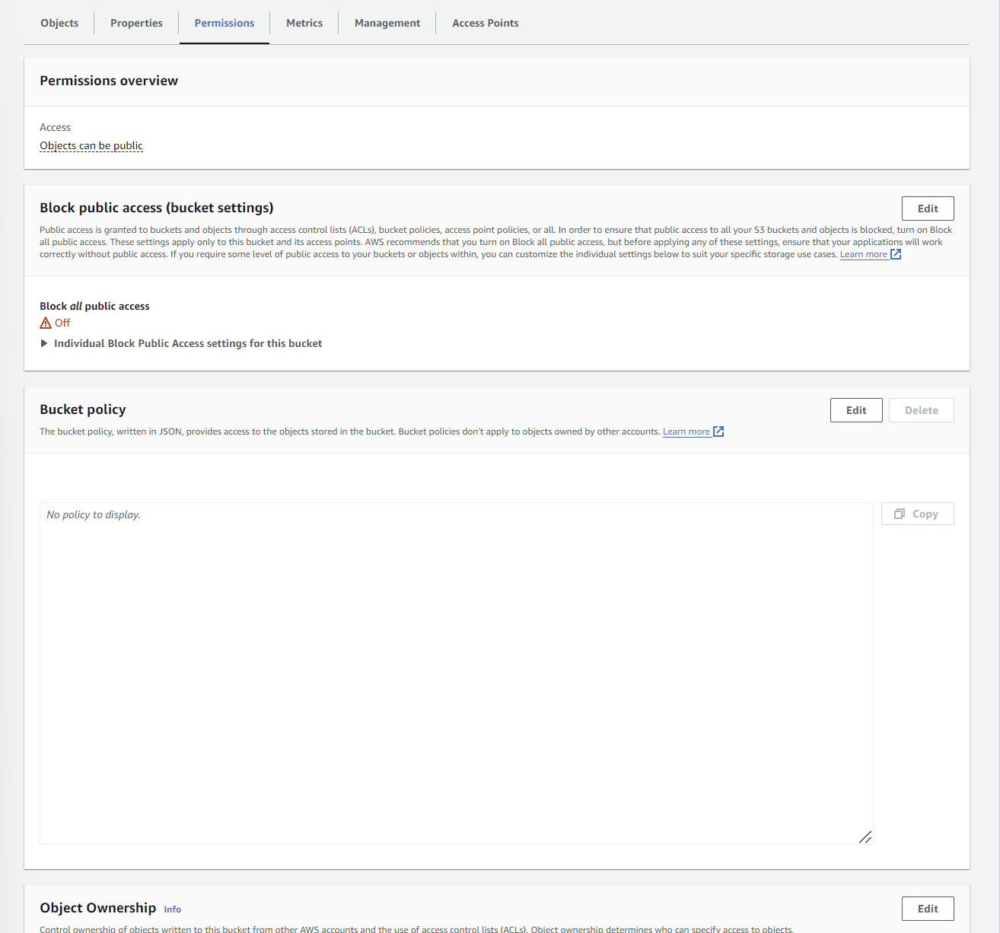 Objects Properties Permissions Metrics Management Access Points
Permissions overview
Access
Objects can be public
Block public access (bucket settings)
Edit
Public access is granted to buckets and objects through access control lists (ACLs), bucket policies, access point policies, or all. In order to ensure that public access to all your S3 buckets and objects is blocked, turn on Block
all public access. These settings apply only to this bucket and its access points. AWS recommends that you turn on Block all public access, but before applying any of these settings, ensure that your applications will work
correctly without public access. If you require some level of public access to your buckets or objects within, you can customize the individual settings below to suit your specific storage use cases. Learn more
Block all public access
Off
Individual Block Public Access settings for this bucket
Bucket policy
Edit Delete
The bucket policy, written in JSON, provides access to the objects stored in the bucket. Bucket policies don't apply to objects owned by other accounts. Learn more
No policy to display.
Copy
Object Ownership Info
Edit
Control ownership of objects written to this bucket from other AWS accounts and the use of access control lists (ACLs). Object ownership determines who can specify access to objects.